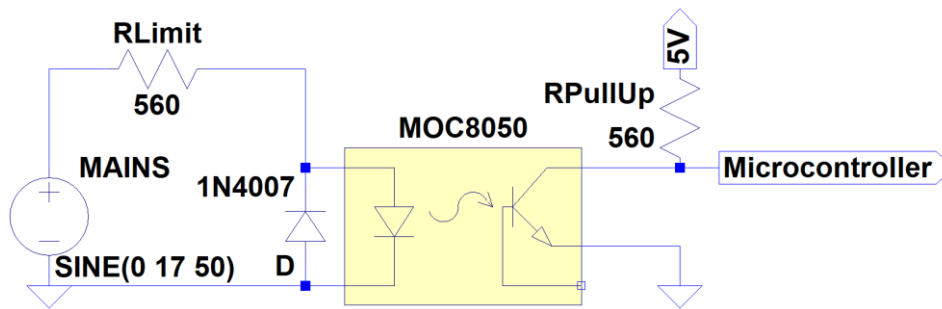 RLimit
560
MAINS
SINE(0 17 50)
1N4007
D
MOC8050
5V
RPullUp
560
Microcontroller